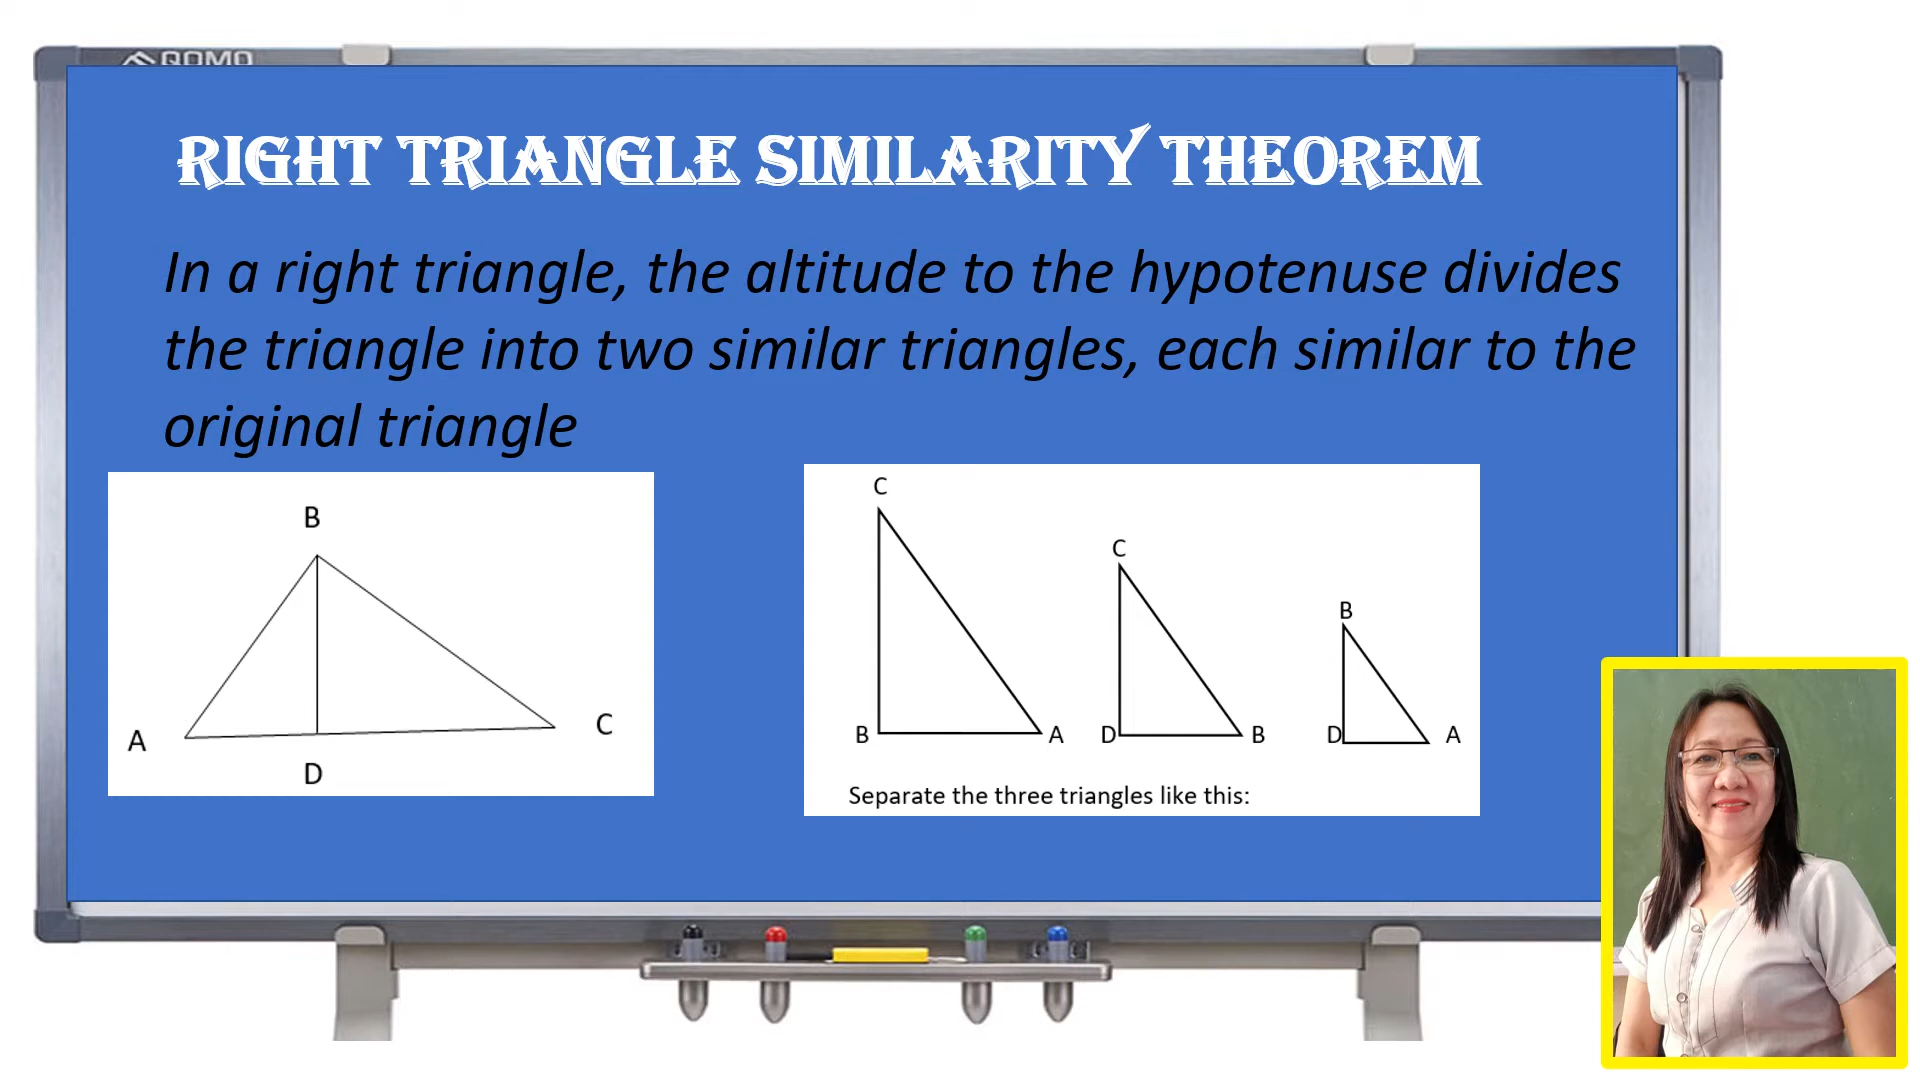 QOMO
RIGHT TRIANGLE SIMILARITY THEOREM
In a right triangle, the altitude to the hypotenuse divides
the triangle into two similar triangles, each similar to the
original triangle
B
A
C
D
C
B
A
C
D
B
B
D
A
Separate the three triangles like this: